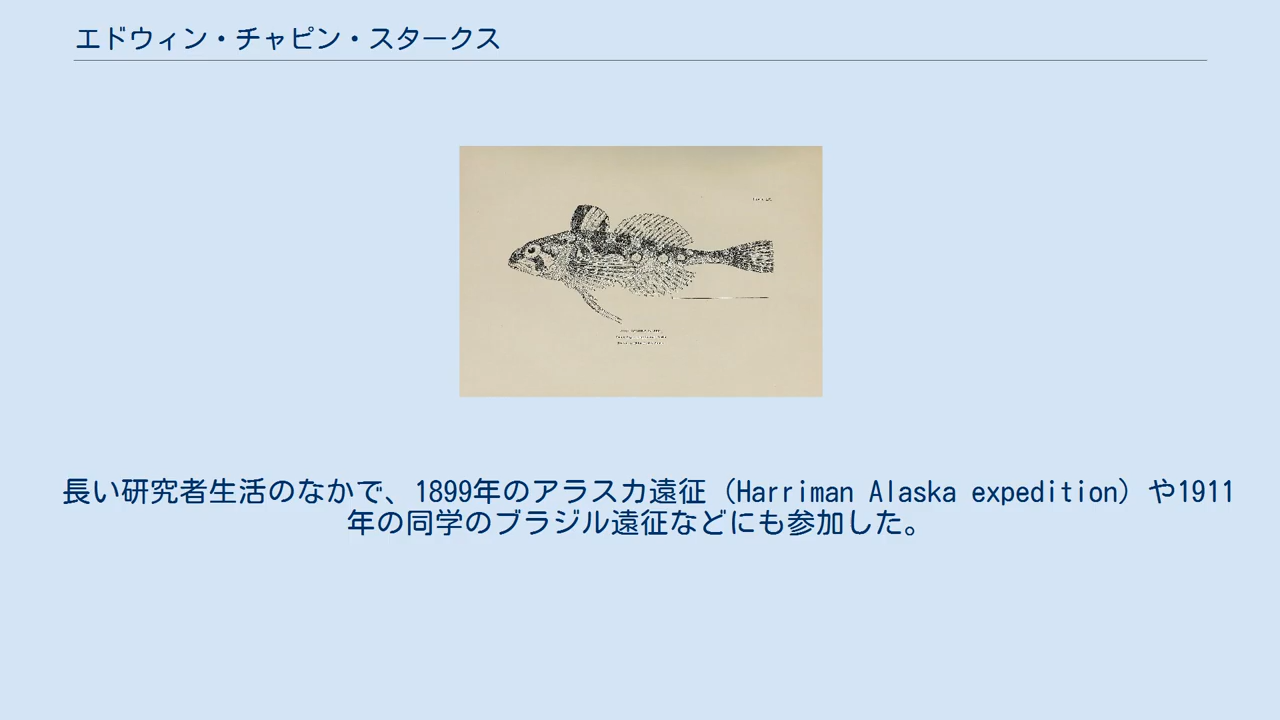 エドウィン・チャピン・スタークス
長い研究者生活のなかで、1899年のアラスカ遠征（Harriman Alaska expedition）や1911
年の同学のブラジル遠征などにも参加した。